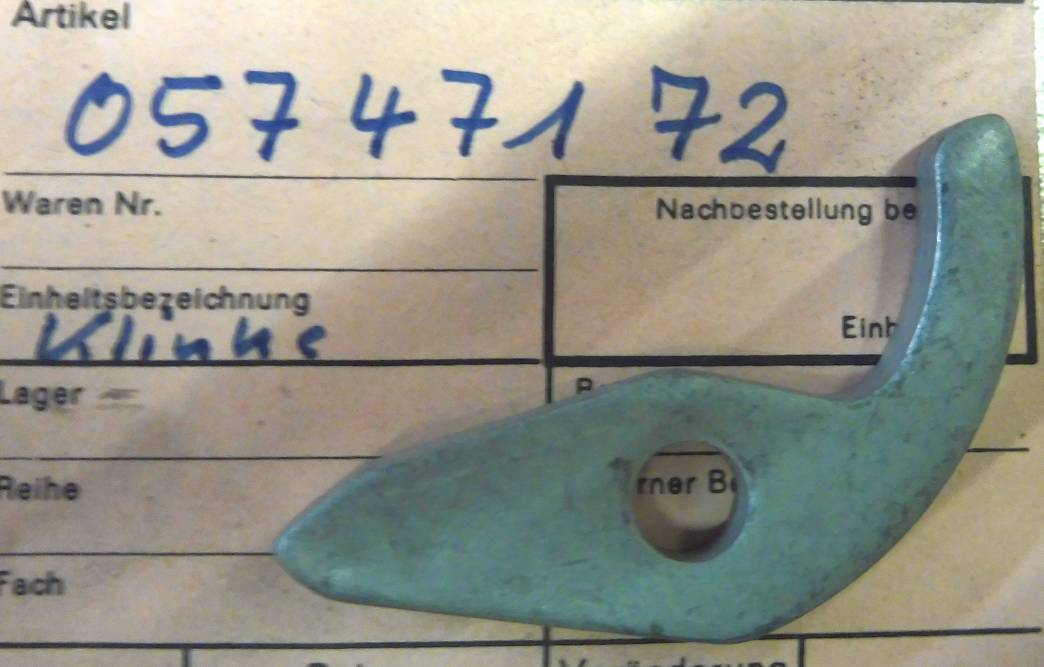 Artikel
057 471 72
Waren Nr.
Nachbestellung be
Einheitsbezeichnung
Klinke
Einh
Lager
Reihe
rner Be
Fach